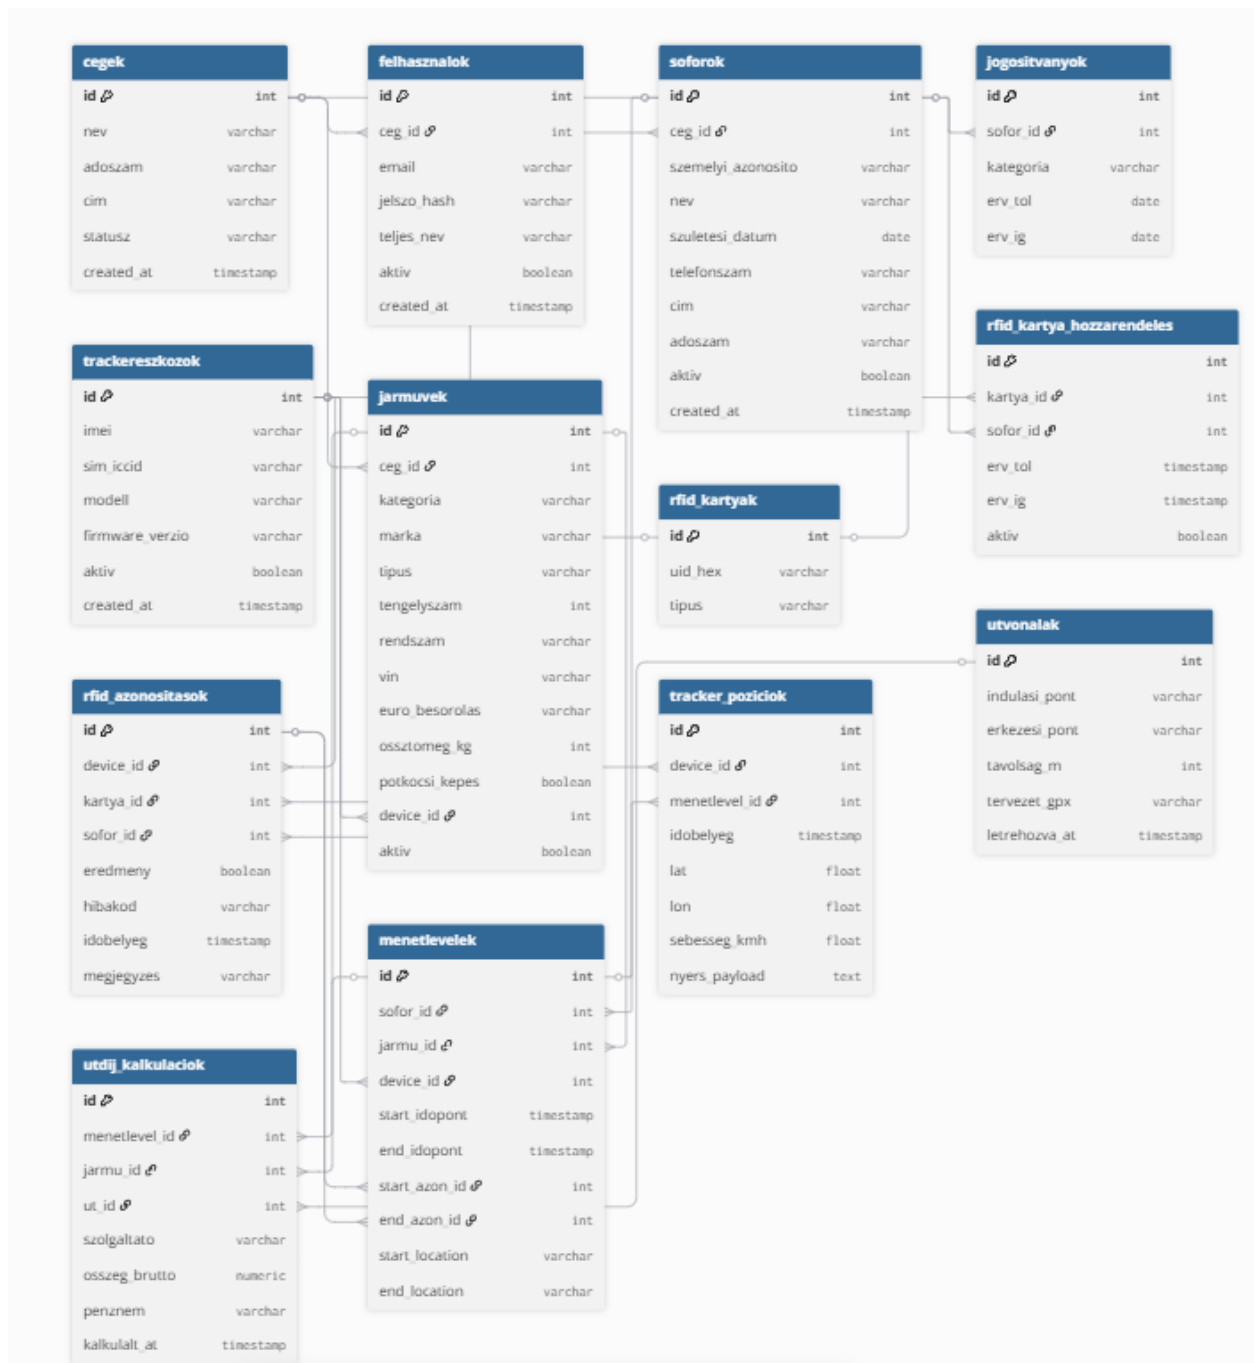 cegek
id int
nev varchar
adoszam varchar
cim varchar
statusz varchar
created_at timestamp
felhasznalok
id int
ceg_id int
email varchar
jelszo_hash varchar
teljes_nev varchar
aktiv boolean
created_at timestamp
soforok
id int
ceg_id int
szemelyi_azonosito varchar
nev varchar
szuletesi_datum date
telefonszam varchar
cim varchar
adoszam varchar
aktiv boolean
created_at timestamp
jogositvanyok
id int
sofor_id int
kategoria varchar
erv_tol date
erv_ig date
rfid_kartya_hozzarendeles
id int
kartya_id int
sofor_id int
erv_tol timestamp
erv_ig timestamp
aktiv boolean
trackereszkozok
id int
imei varchar
sim_iccid varchar
modell varchar
firmware_verzio varchar
aktiv boolean
created_at timestamp
jarmuvek
id int
ceg_id int
kategoria varchar
marka varchar
tipus varchar
tengelyszam int
rendszam varchar
vin varchar
euro_besorolas varchar
ossztomeg_kg int
potkocsi_kepes boolean
device_id int
aktiv boolean
rfid_kartyak
id int
uid_hex varchar
tipus varchar
utvonalak
id int
indulasi_pont varchar
erkezesi_pont varchar
tavolsag_m int
tervezet_gpx varchar
letrehozva_at timestamp
rfid_azonositasok
id int
device_id int
kartya_id int
sofor_id int
eredmeny boolean
hibakod varchar
idobelyeg timestamp
megjegyzes varchar
tracker_poziciok
id int
device_id int
menetlevel_id int
idobelyeg timestamp
lat float
lon float
sebesseg_kmh float
nyers_payload text
menetlevelek
id int
sofor_id int
jarmu_id int
device_id int
start_idopont timestamp
end_idopont timestamp
start_azon_id int
end_azon_id int
start_location varchar
end_location varchar
utdij_kalkulaciok
id int
menetlevel_id int
jarmu_id int
ut_id int
szolgaltato varchar
osszeg_brutto numeric
penznem varchar
kalkulalt_at timestamp